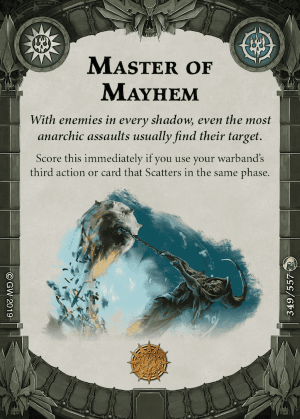 Master of
Mayhem
With enemies in every shadow, even the most
anarchic assaults usually find their target.
Score this immediately if you use your warband's
third action or card that Scatters in the same phase.
© GW 2019
349/557